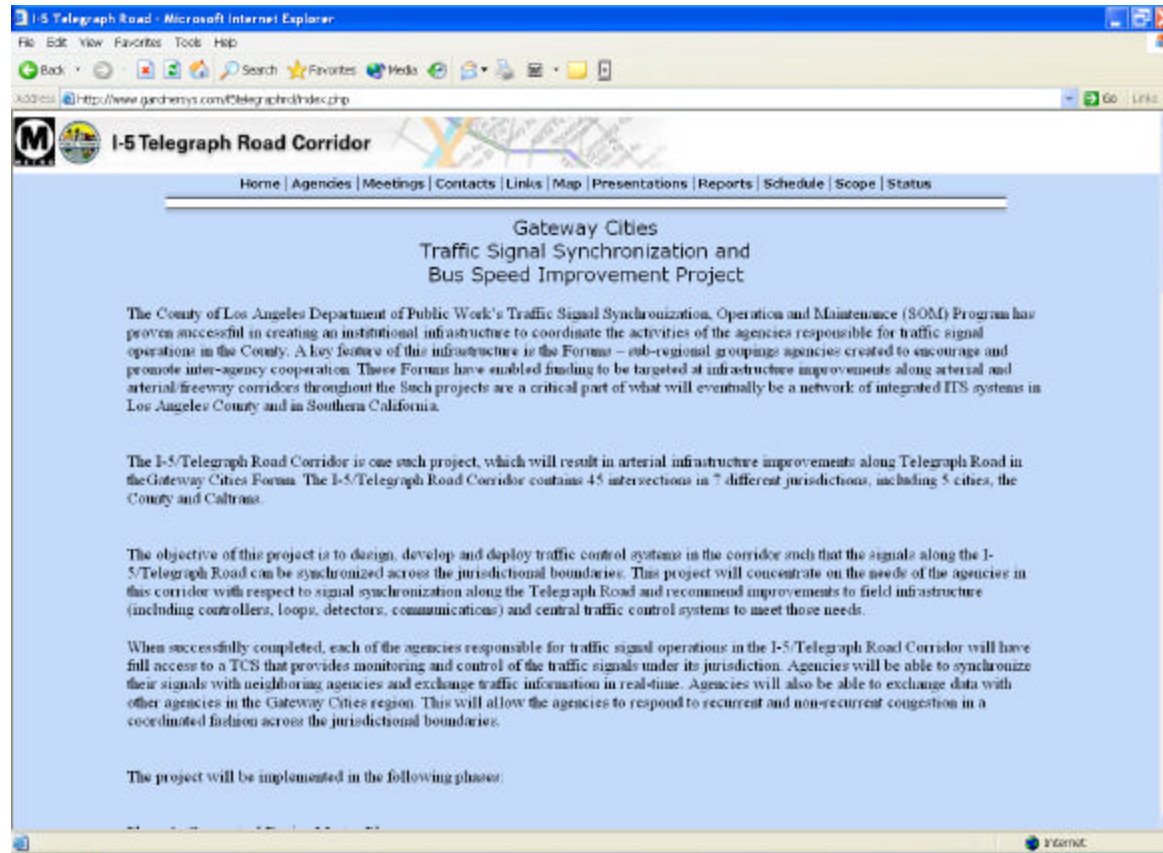 I-5 Telegraph Road - Microsoft Internet Explorer
File Edit View Favorites Tools Help
Back Search Favorites Media
Address http://www.gardnersys.com/I5telegraphrd/index.php Go Links
METRO
I-5 Telegraph Road Corridor
Home | Agencies | Meetings | Contacts | Links | Map | Presentations | Reports | Schedule | Scope | Status
Gateway Cities
Traffic Signal Synchronization and
Bus Speed Improvement Project
The County of Los Angeles Department of Public Work's Traffic Signal Synchronization, Operation and Maintenance (SOM) Program has
proven successful in creating an institutional infrastructure to coordinate the activities of the agencies responsible for traffic signal
operations in the County. A key feature of this infrastructure is the Forums – sub-regional groupings agencies created to encourage and
promote inter-agency cooperation. These Forums have enabled funding to be targeted at infrastructure improvements along arterial and
arterial/freeway corridors throughout the Such projects are a critical part of what will eventually be a network of integrated ITS systems in
Los Angeles County and in Southern California.
The I-5/Telegraph Road Corridor is one such project, which will result in arterial infrastructure improvements along Telegraph Road in
theGateway Cities Forum. The I-5/Telegraph Road Corridor contains 45 intersections in 7 different jurisdictions, including 5 cities, the
County and Caltrans.
The objective of this project is to design, develop and deploy traffic control systems in the corridor such that the signals along the I-
5/Telegraph Road can be synchronized across the jurisdictional boundaries. This project will concentrate on the needs of the agencies in
this corridor with respect to signal synchronization along the Telegraph Road and recommend improvements to field infrastructure
(including controllers, loops, detectors, communications) and central traffic control systems to meet those needs.
When successfully completed, each of the agencies responsible for traffic signal operations in the I-5/Telegraph Road Corridor will have
full access to a TCS that provides monitoring and control of the traffic signals under its jurisdiction. Agencies will be able to synchronize
their signals with neighboring agencies and exchange traffic information in real-time. Agencies will also be able to exchange data with
other agencies in the Gateway Cities region. This will allow the agencies to respond to recurrent and non-recurrent congestion in a
coordinated fashion across the jurisdictional boundaries.
The project will be implemented in the following phases:
Internet